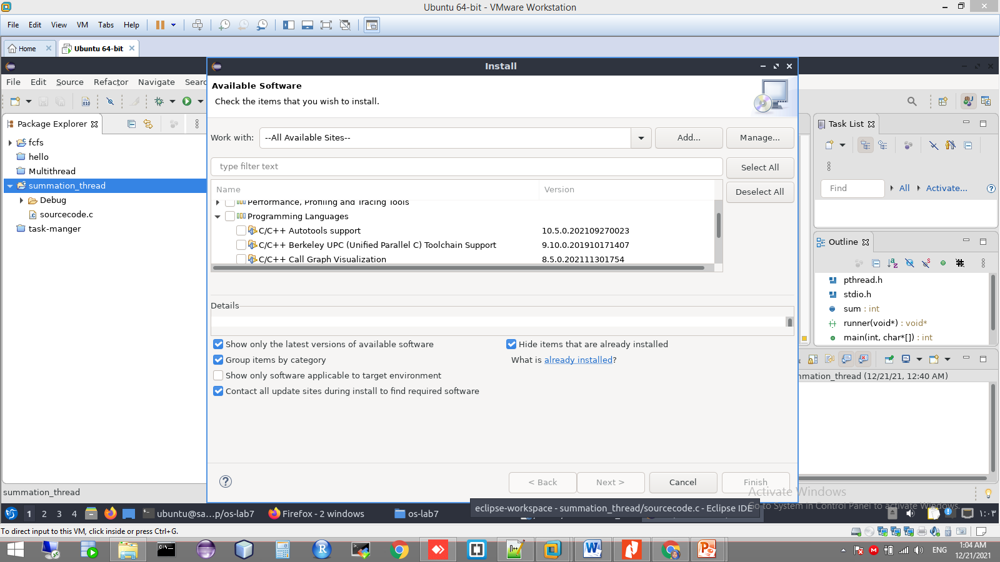 Ubuntu 64-bit - VMware Workstation
File Edit View VM Tabs Help
Home
Ubuntu 64-bit
Install
File Edit Source Refactor Navigate Searc
Available Software
Check the items that you wish to install.
Package Explorer
fcfs
hello
Multithread
summation_thread
Debug
sourcecode.c
task-manger
Work with:
--All Available Sites--
Add...
Manage...
type filter text
Select All
Deselect All
Name
Version
Performance, Profiling and Tracing Tools
Programming Languages
C/C++ Autotools support 10.5.0.202109270023
C/C++ Berkeley UPC (Unified Parallel C) Toolchain Support 9.10.0.201910171407
C/C++ Call Graph Visualization 8.5.0.202111301754
Details
Show only the latest versions of available software
Hide items that are already installed
Group items by category
What is already installed?
Show only software applicable to target environment
Contact all update sites during install to find required software
< Back
Next >
Cancel
Finish
Task List
Find
All
Activate...
Outline
pthread.h
stdio.h
sum : int
runner(void*) : void*
main(int, char*[]) : int
mation_thread (12/21/21, 12:40 AM)
Activate Windows
Go to System in Control Panel to activate Windows.
summation_thread
1 2 3 4
ubuntu@sa...p/os-lab7
Firefox - 2 windows
os-lab7
eclipse-workspace - summation_thread/sourcecode.c - Eclipse IDE
١:٠٣
To direct input to this VM, click inside or press Ctrl+G.
ENG
1:04 AM
12/21/2021